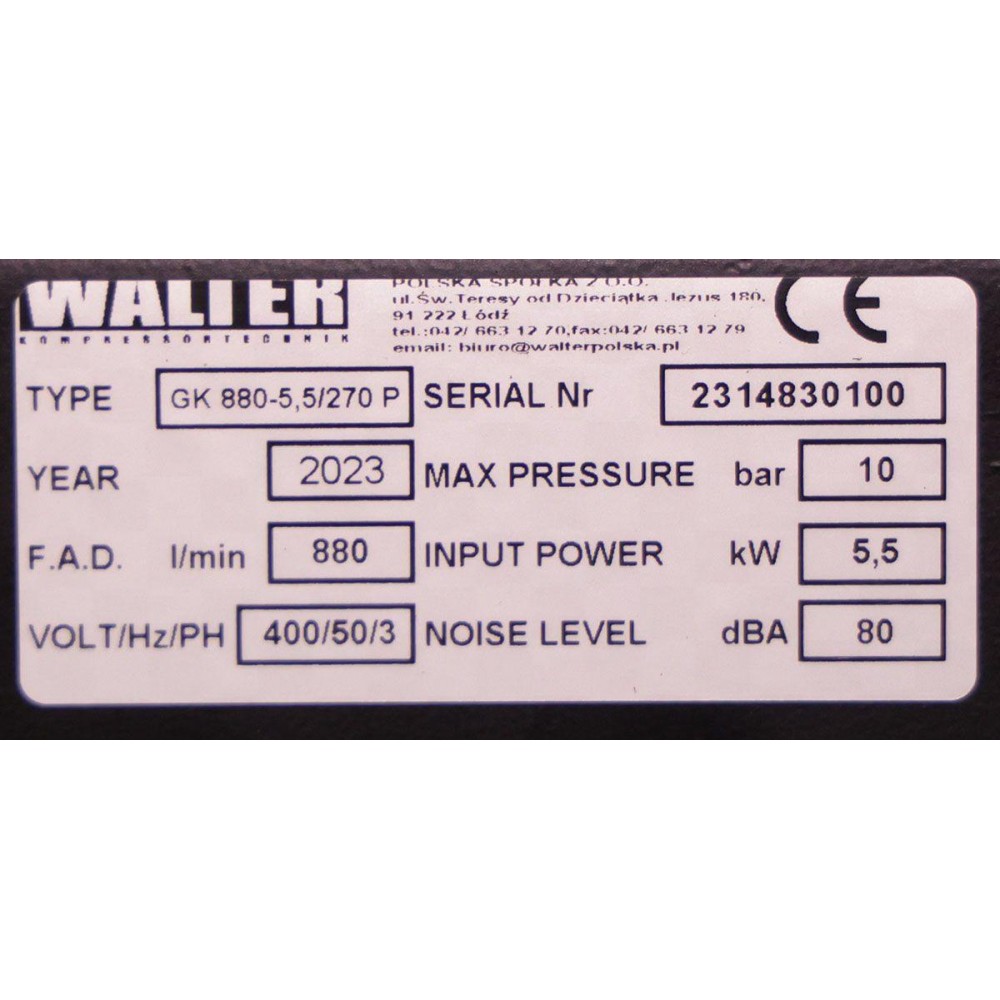 WALTER
KOMPRESSORTECHNIK
POLSKA SPÓŁKA Z O.O.
ul.Św.Teresy od Dzieciątka Jezus 180,
91 222 Łódź
tel.:042/ 663 12 70,fax:042/ 663 12 79
email: biuro@walterpolska.pl
CE
TYPE GK 880-5,5/270 P SERIAL Nr 2314830100
YEAR 2023 MAX PRESSURE bar 10
F.A.D. l/min 880 INPUT POWER kW 5,5
VOLT/Hz/PH 400/50/3 NOISE LEVEL dBA 80